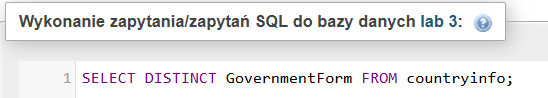 Wykonanie zapytania/zapytań SQL do bazy danych lab 3:
1 SELECT DISTINCT GovernmentForm FROM countryinfo;